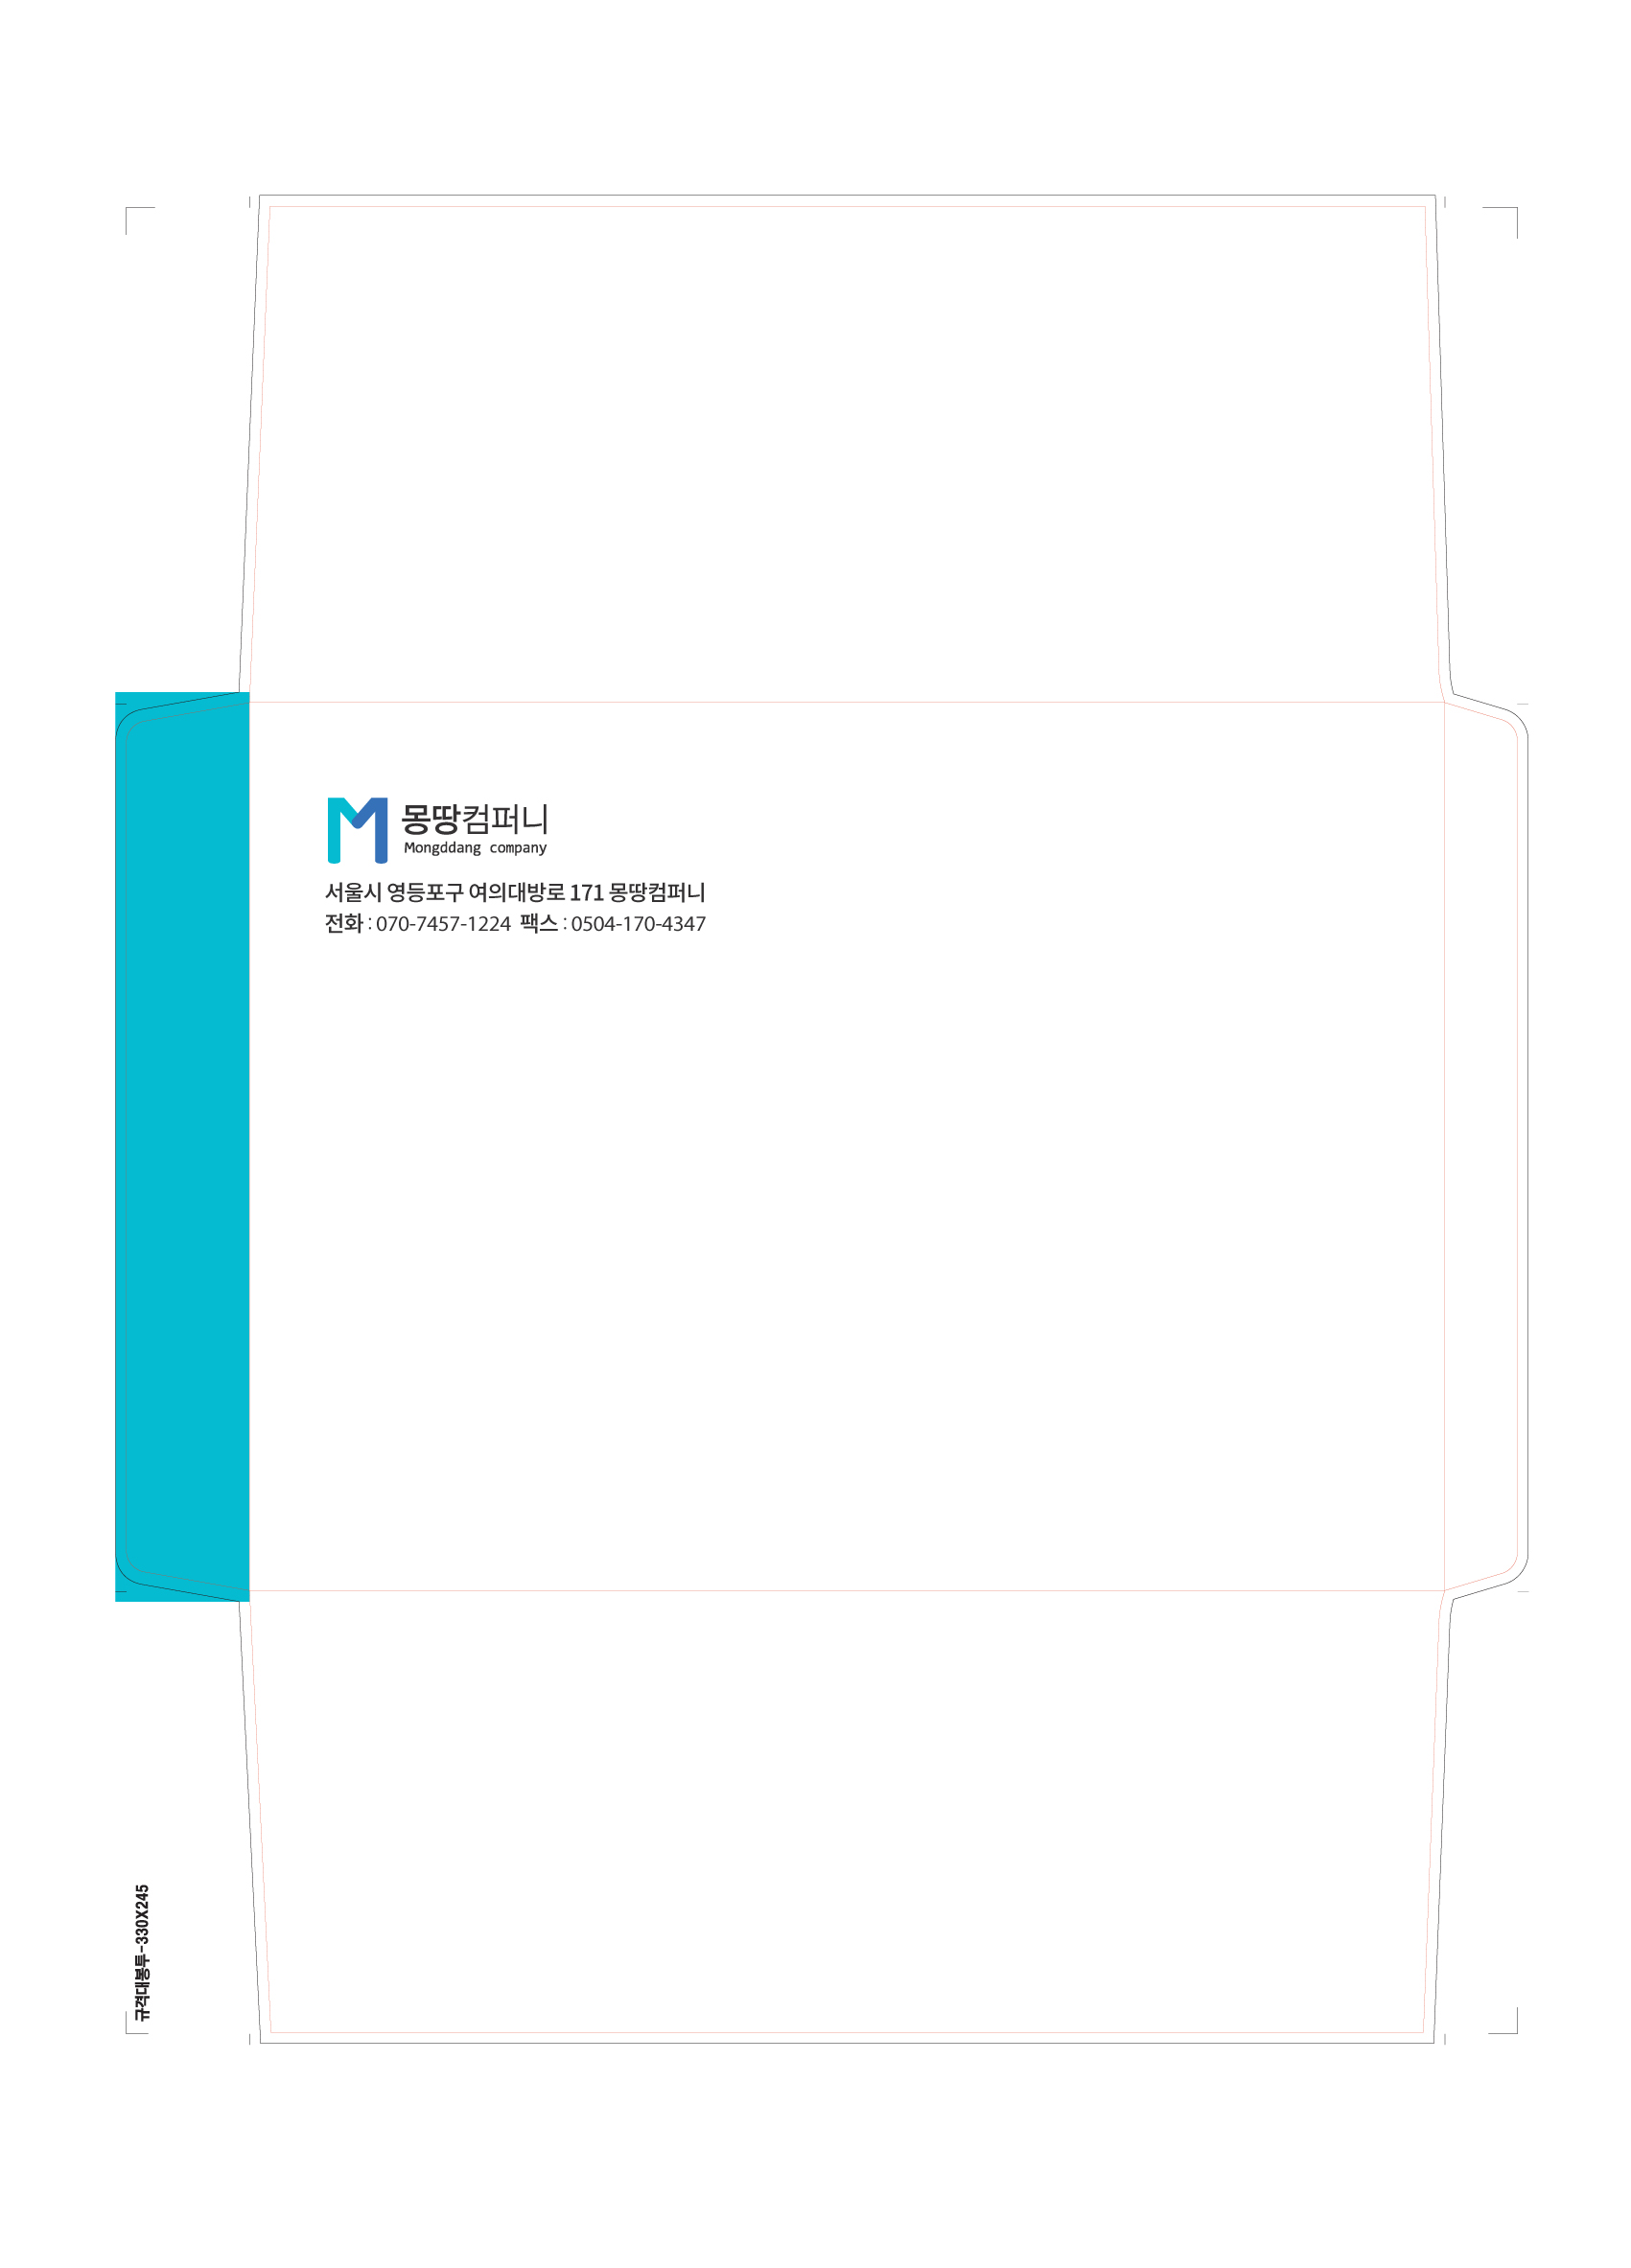 몽땅컴퍼니
Mongddang company
서울시 영등포구 여의대방로 171 몽땅컴퍼니
전화 : 070-7457-1224 팩스 : 0504-170-4347
규격대봉투-330X245